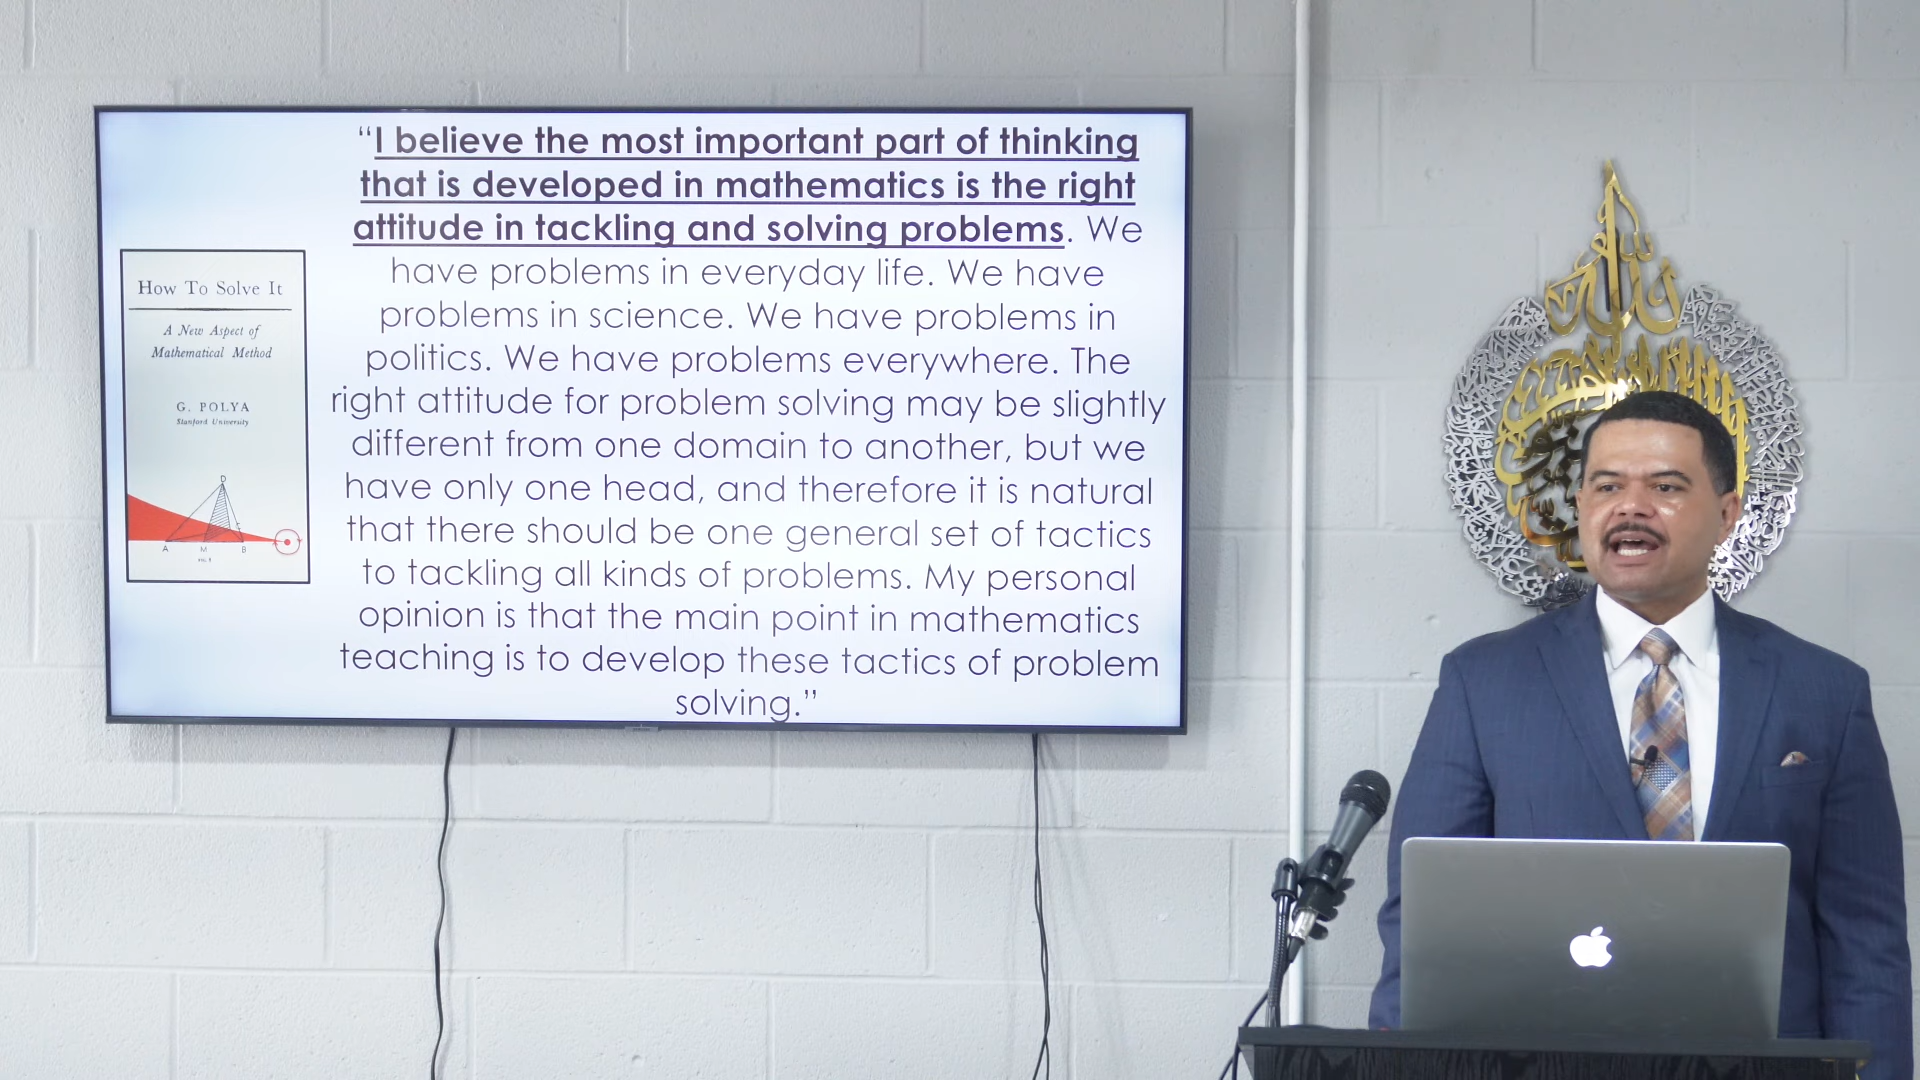 “I believe the most important part of thinking
that is developed in mathematics is the right
attitude in tackling and solving problems. We
have problems in everyday life. We have
problems in science. We have problems in
politics. We have problems everywhere. The
right attitude for problem solving may be slightly
different from one domain to another, but we
have only one head, and therefore it is natural
that there should be one general set of tactics
to tackling all kinds of problems. My personal
opinion is that the main point in mathematics
teaching is to develop these tactics of problem
solving.”
How To Solve It
A New Aspect of
Mathematical Method
G. POLYA
Stanford University
D
A M B